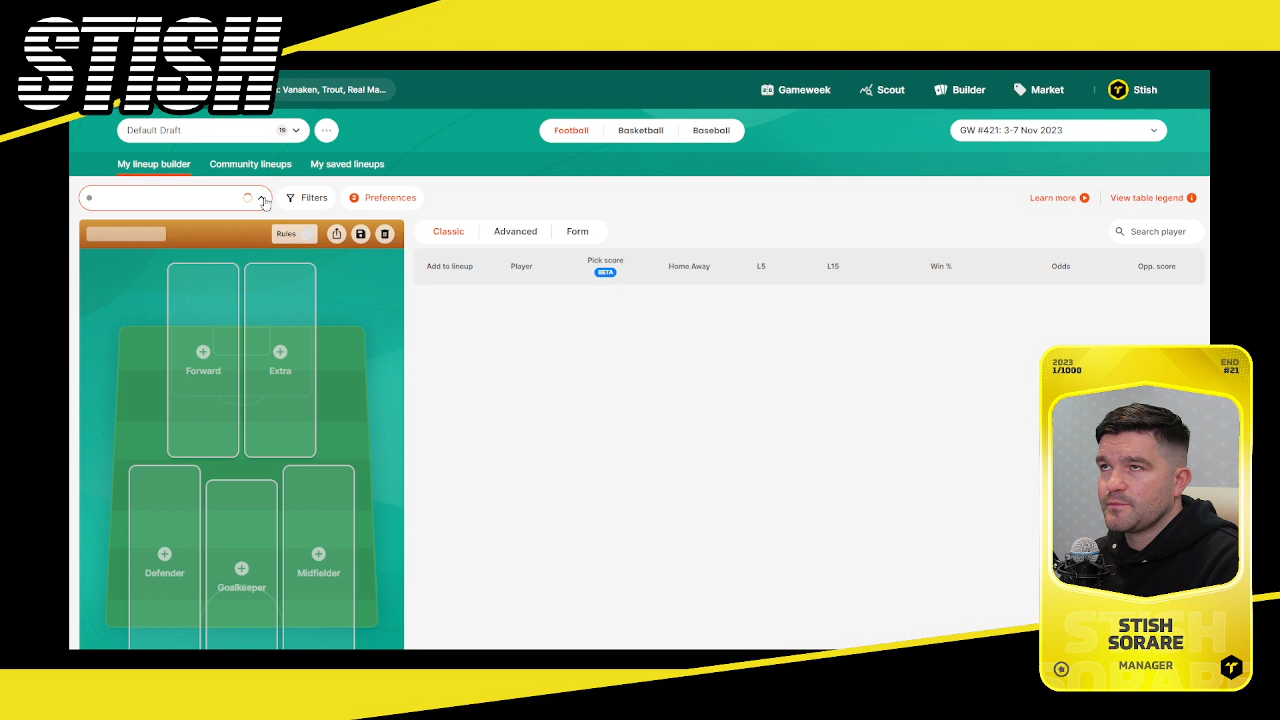 STISH
: Vanaken, Trout, Real Ma...
Gameweek
Scout
Builder
Market
Stish
Default Draft
19
Football
Basketball
Baseball
GW #421: 3-7 Nov 2023
My lineup builder
Community lineups
My saved lineups
Filters
2 Preferences
Learn more
View table legend
Rules
Classic
Advanced
Form
Search player
Add to lineup
Player
Pick score
BETA
Home Away
L5
L15
Win %
Odds
Opp. score
Forward
Extra
Defender
Goalkeeper
Midfielder
2023
1/1000
END
#21
STISH
SORARE
MANAGER